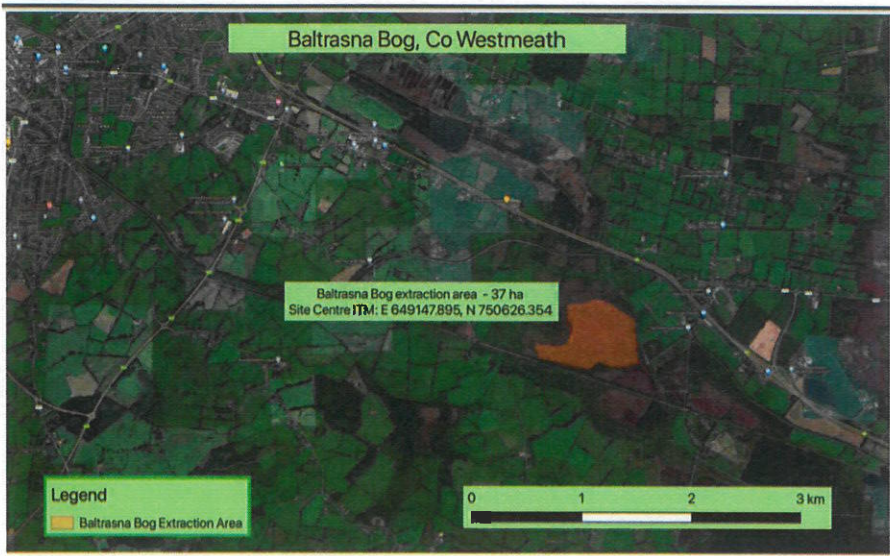 Baltrasna Bog, Co Westmeath
Baltrasna Bog extraction area - 37 ha
Site Centre ITM: E 649147.895, N 750626.354
Legend
Baltrasna Bog Extraction Area
0 1 2 3 km